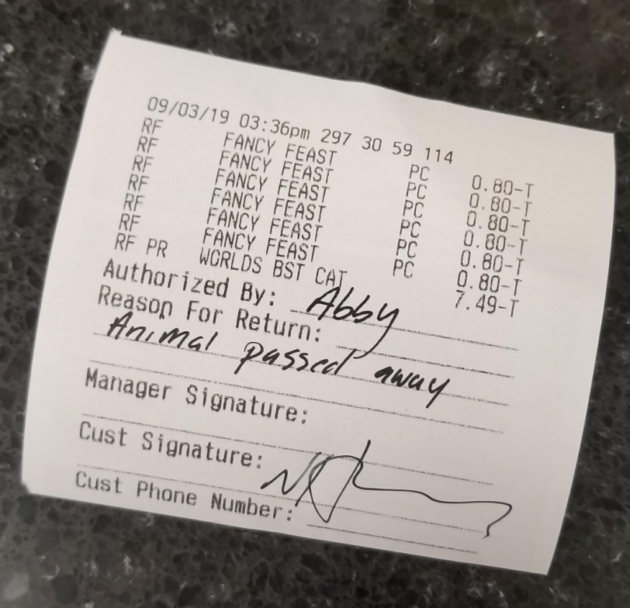 09/03/19 03:36pm 297 30 59 114
RF FANCY FEAST PC 0.80-T
RF FANCY FEAST PC 0.80-T
RF FANCY FEAST PC 0.80-T
RF FANCY FEAST PC 0.80-T
RF FANCY FEAST PC 0.80-T
RF FANCY FEAST PC 0.80-T
RF PR WORLDS BST CAT 7.49-T
Authorized By: Abby
Reason For Return:
Animal passed away
Manager Signature:
Cust Signature:
Cust Phone Number: